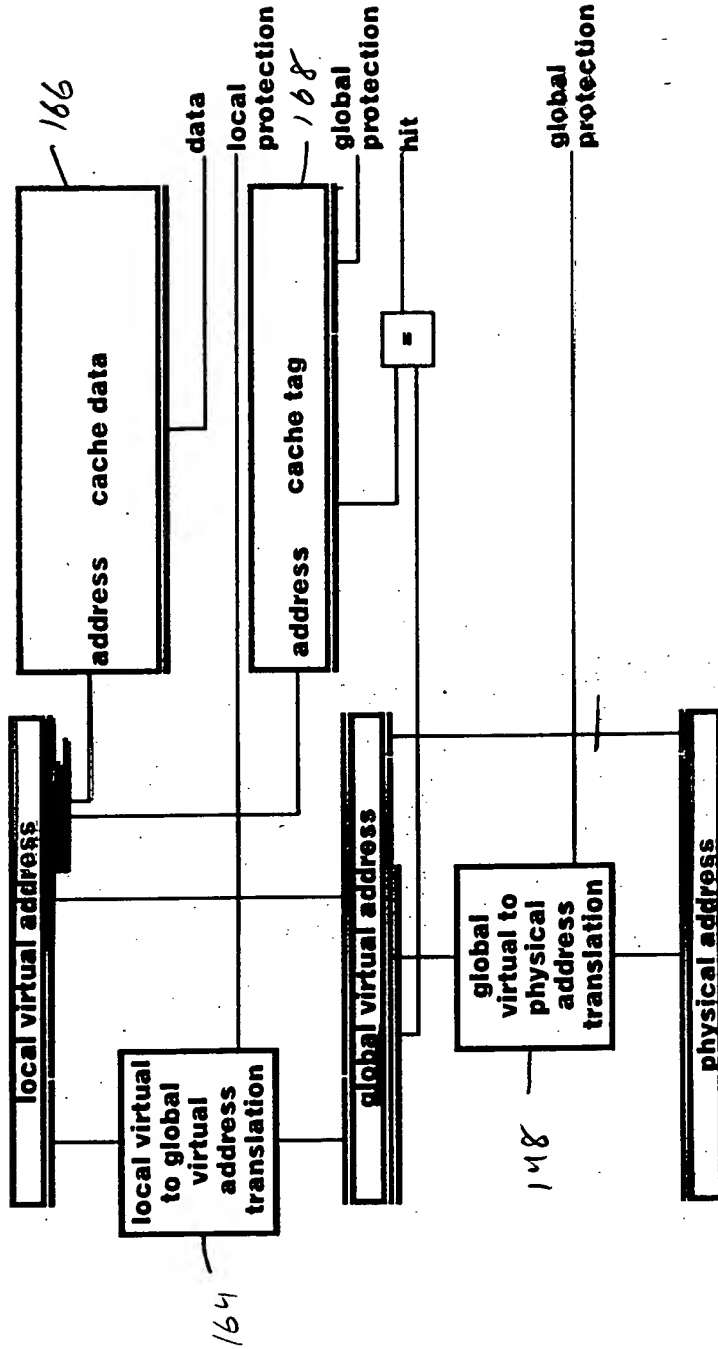 local virtual address
166
address cache data
data
local
protection
local virtual
to global
virtual
address
translation
164
address cache tag
168
global
protection
hit
=
global virtual address
global
virtual to
physical
address
translation
148
global
protection
physical address